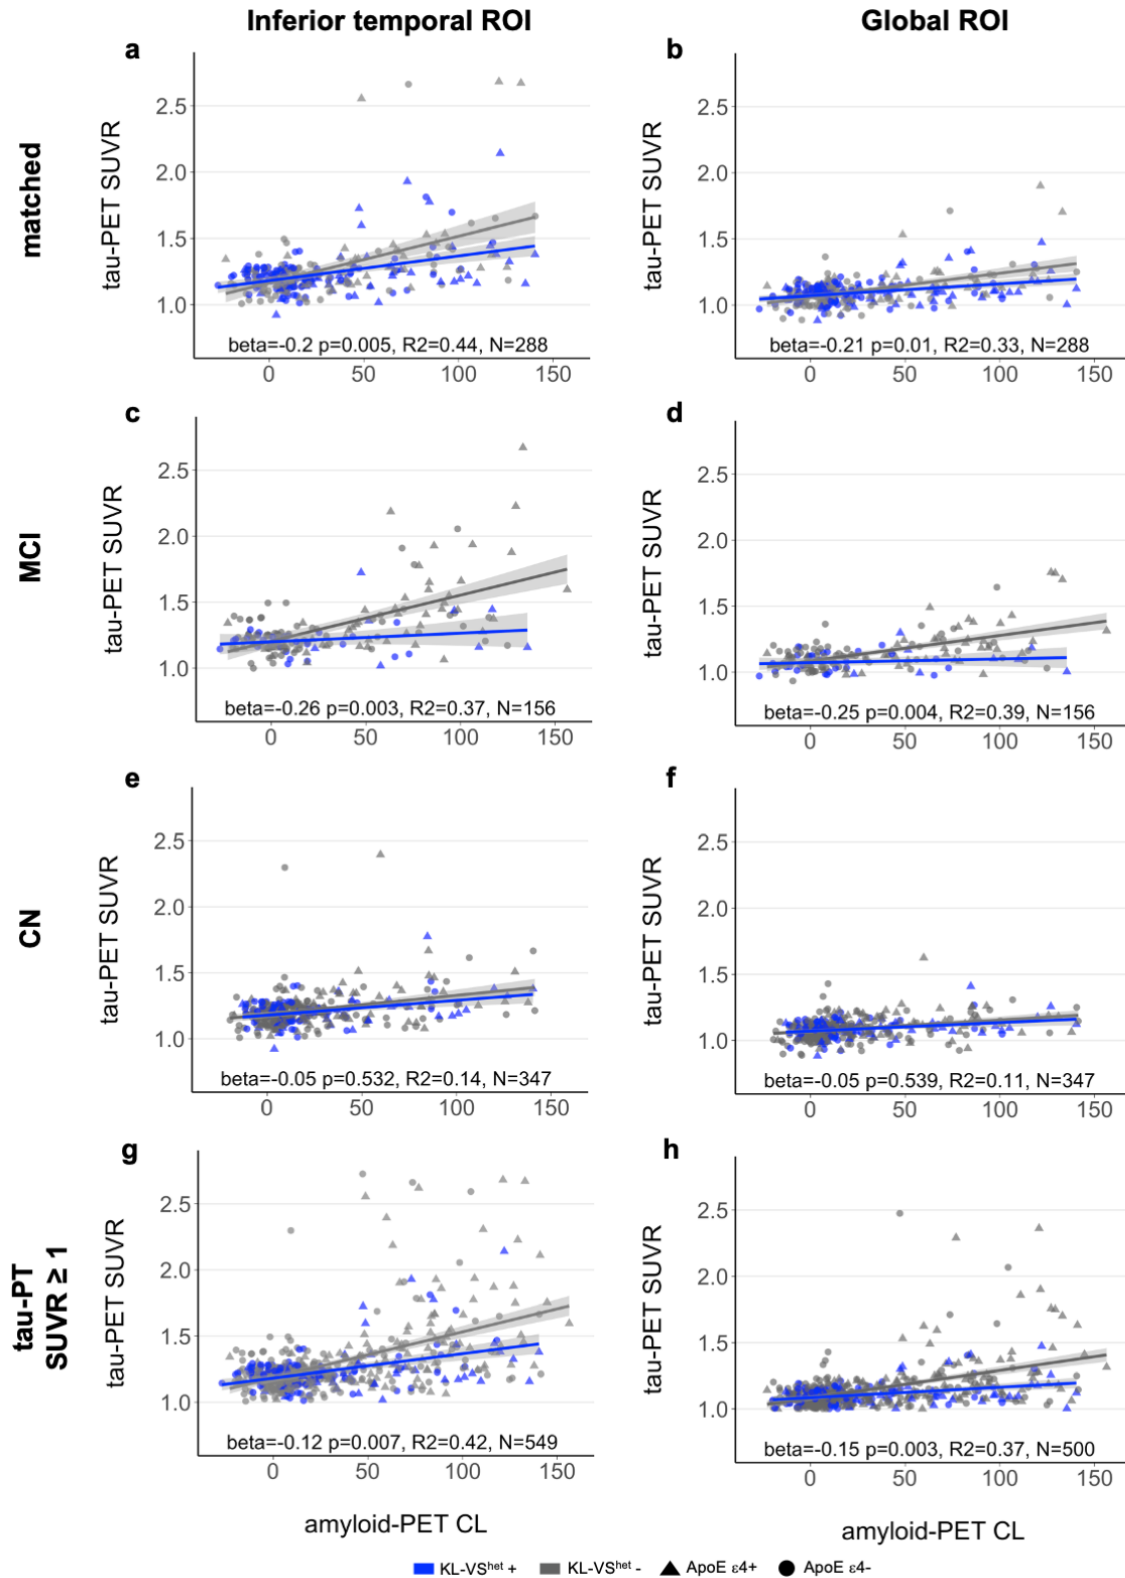 Inferior temporal ROI
Global ROI
a
b
matched
tau-PET SUVR
2.5
2.0
1.5
1.0
beta=-0.2 p=0.005, R2=0.44, N=288
0 50 100 150
tau-PET SUVR
2.5
2.0
1.5
1.0
beta=-0.21 p=0.01, R2=0.33, N=288
0 50 100 150
c
d
MCI
tau-PET SUVR
2.5
2.0
1.5
1.0
beta=-0.26 p=0.003, R2=0.37, N=156
0 50 100 150
tau-PET SUVR
2.5
2.0
1.5
1.0
beta=-0.25 p=0.004, R2=0.39, N=156
0 50 100 150
e
f
CN
tau-PET SUVR
2.5
2.0
1.5
1.0
beta=-0.05 p=0.532, R2=0.14, N=347
0 50 100 150
tau-PET SUVR
2.5
2.0
1.5
1.0
beta=-0.05 p=0.539, R2=0.11, N=347
0 50 100 150
g
h
tau-PT
SUVR ≥ 1
tau-PET SUVR
2.5
2.0
1.5
1.0
beta=-0.12 p=0.007, R2=0.42, N=549
0 50 100 150
amyloid-PET CL
tau-PET SUVR
2.5
2.0
1.5
1.0
beta=-0.15 p=0.003, R2=0.37, N=500
0 50 100 150
amyloid-PET CL
KL-VShet + KL-VShet - ApoE ε4+ ApoE ε4-